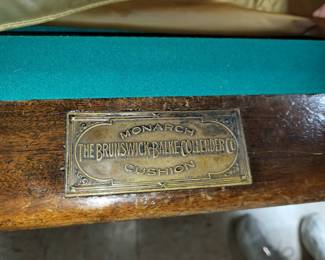 MONARCH
THE BRUNSWICK-BALKE-COLLENDER CO
CUSHION